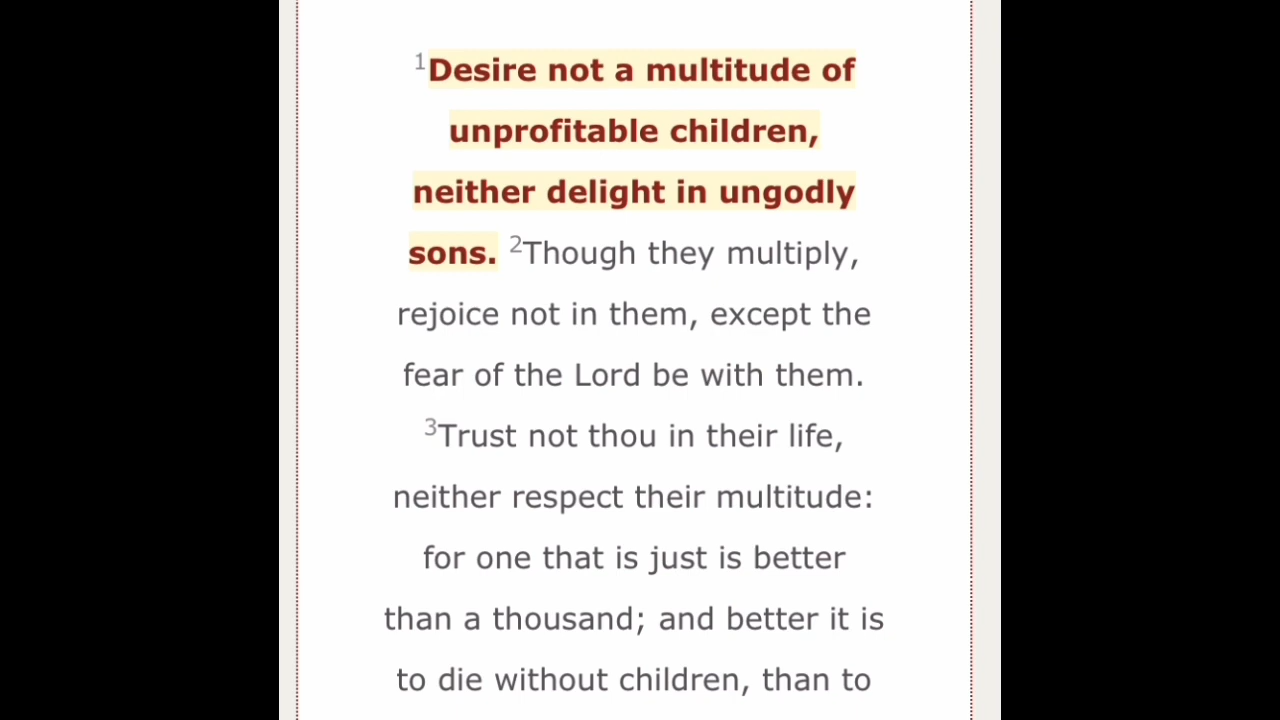 1Desire not a multitude of
unprofitable children,
neither delight in ungodly
sons. 2Though they multiply,
rejoice not in them, except the
fear of the Lord be with them.
3Trust not thou in their life,
neither respect their multitude:
for one that is just is better
than a thousand; and better it is
to die without children, than to